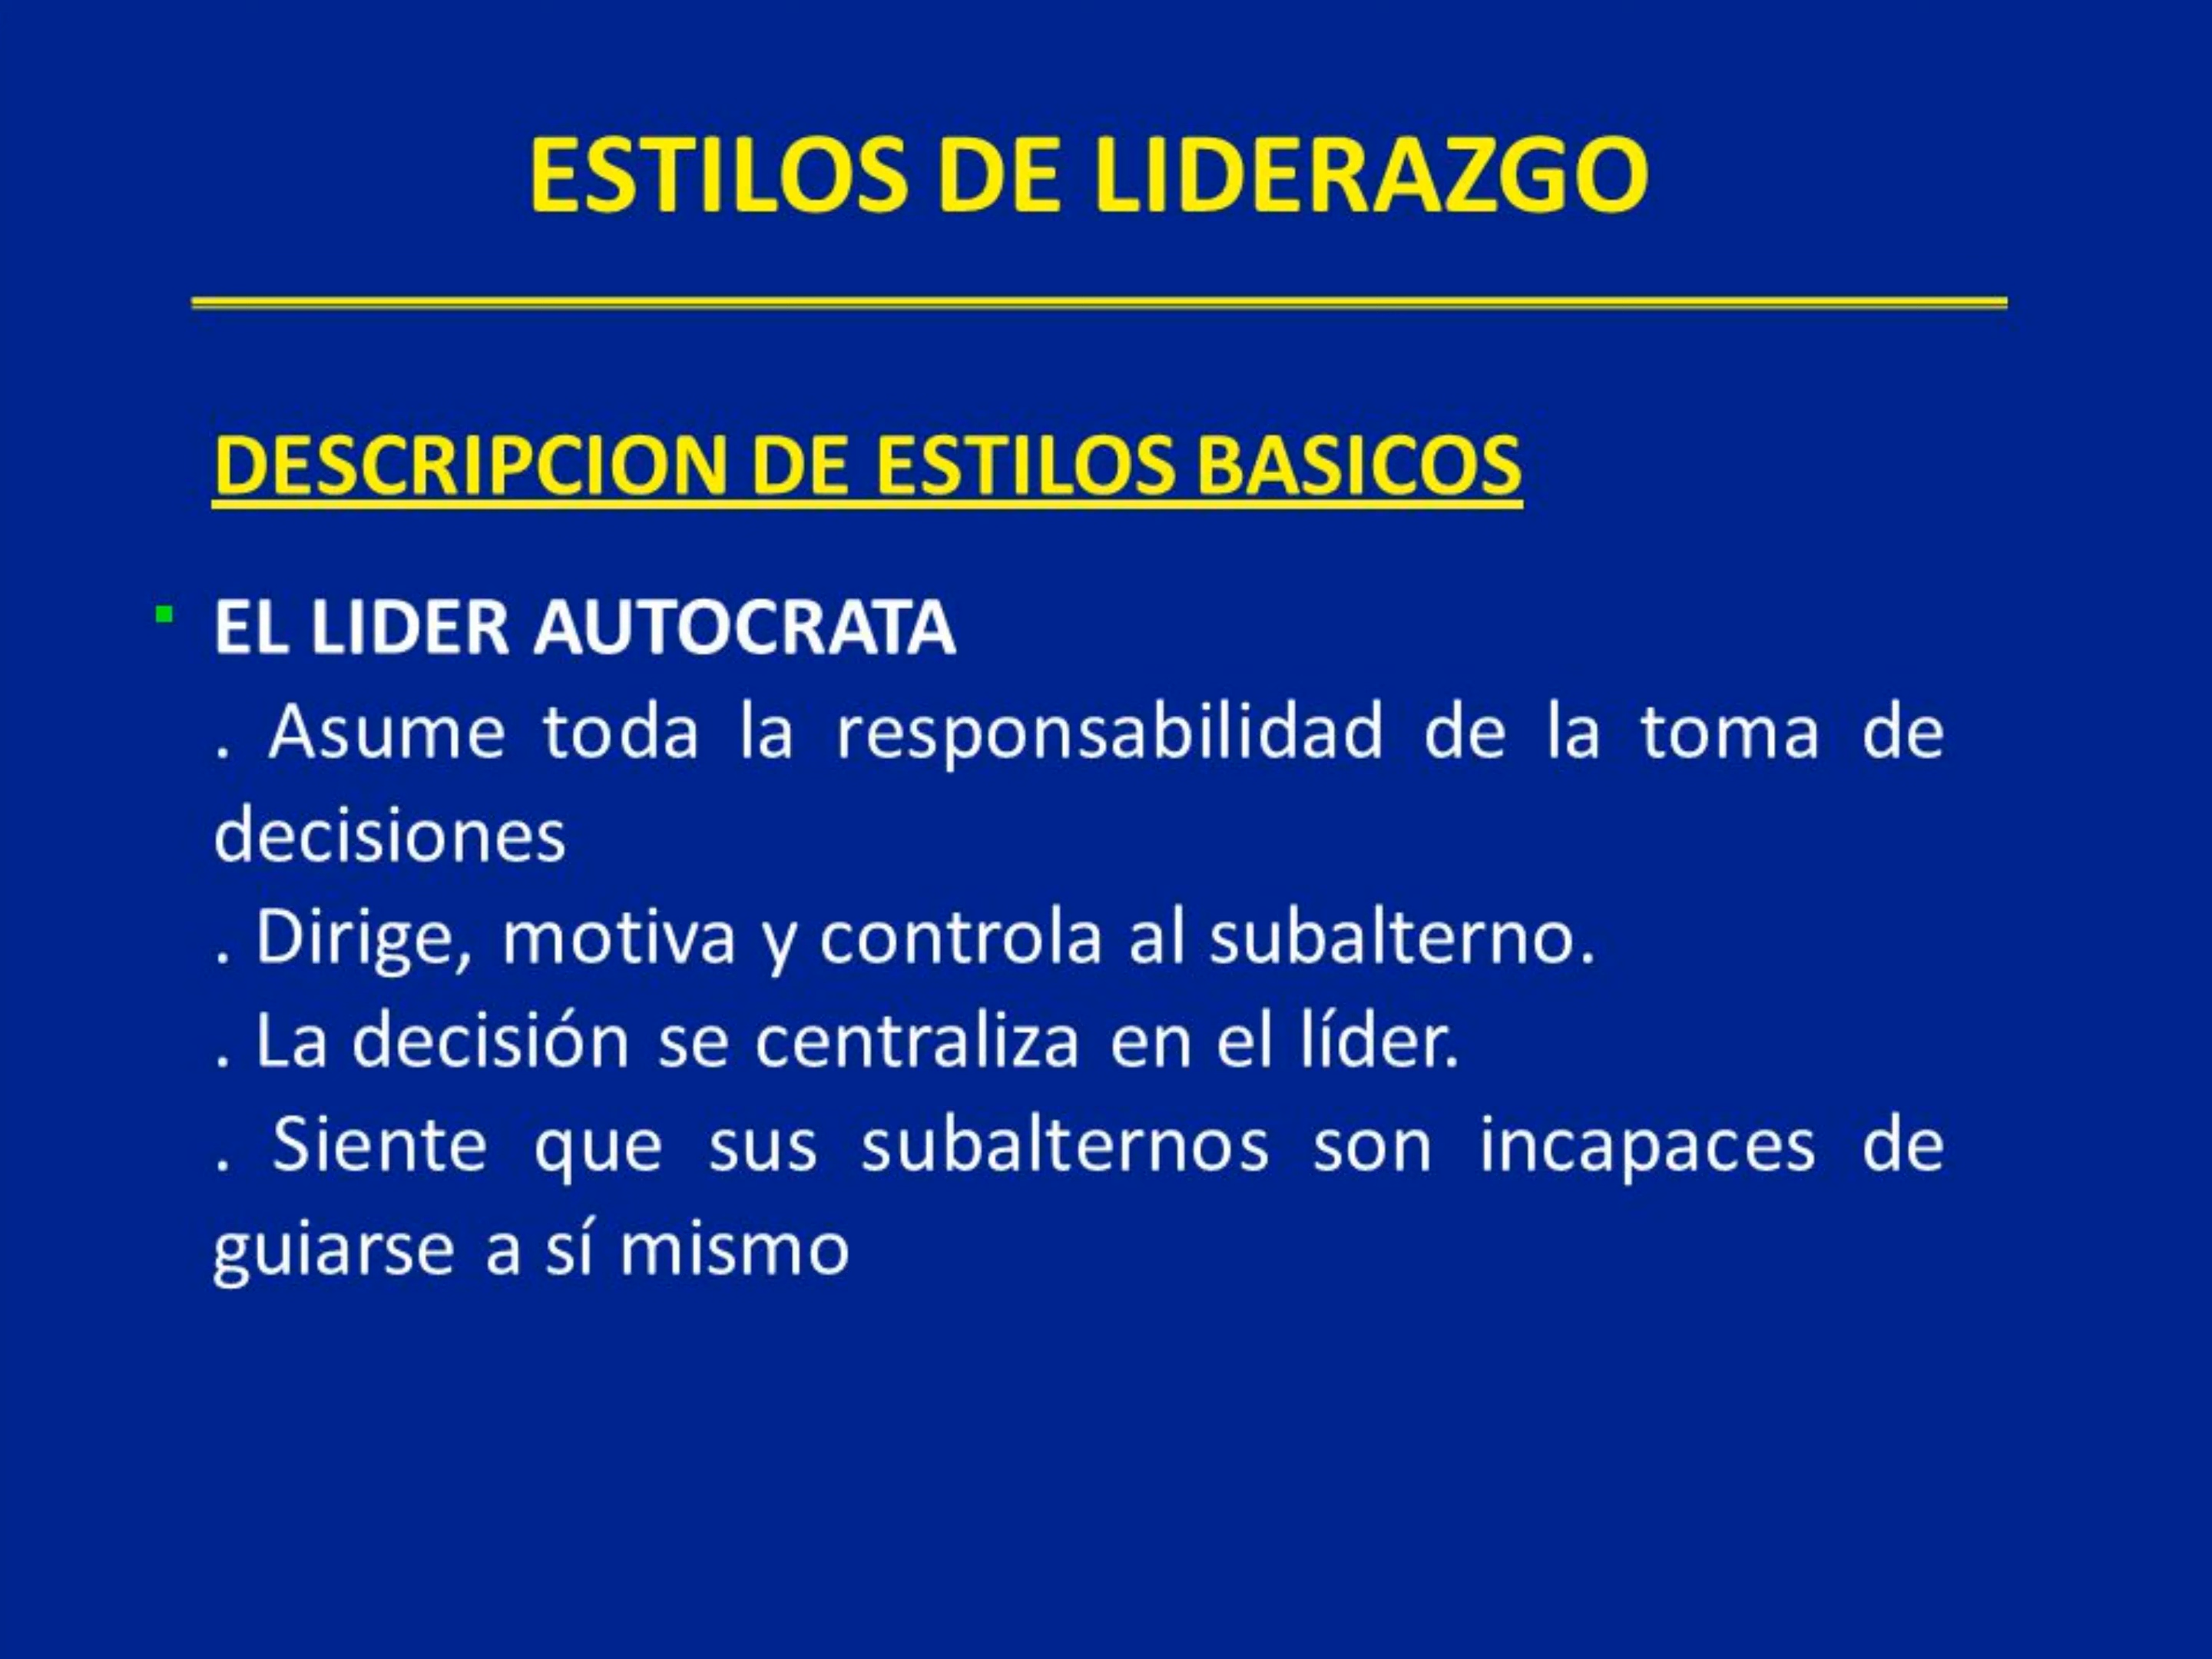 ESTILOS DE LIDERAZGO
DESCRIPCION DE ESTILOS BASICOS
▪ EL LIDER AUTOCRATA
. Asume toda la responsabilidad de la toma de
decisiones
. Dirige, motiva y controla al subalterno.
. La decisión se centraliza en el líder.
. Siente que sus subalternos son incapaces de
guiarse a sí mismo